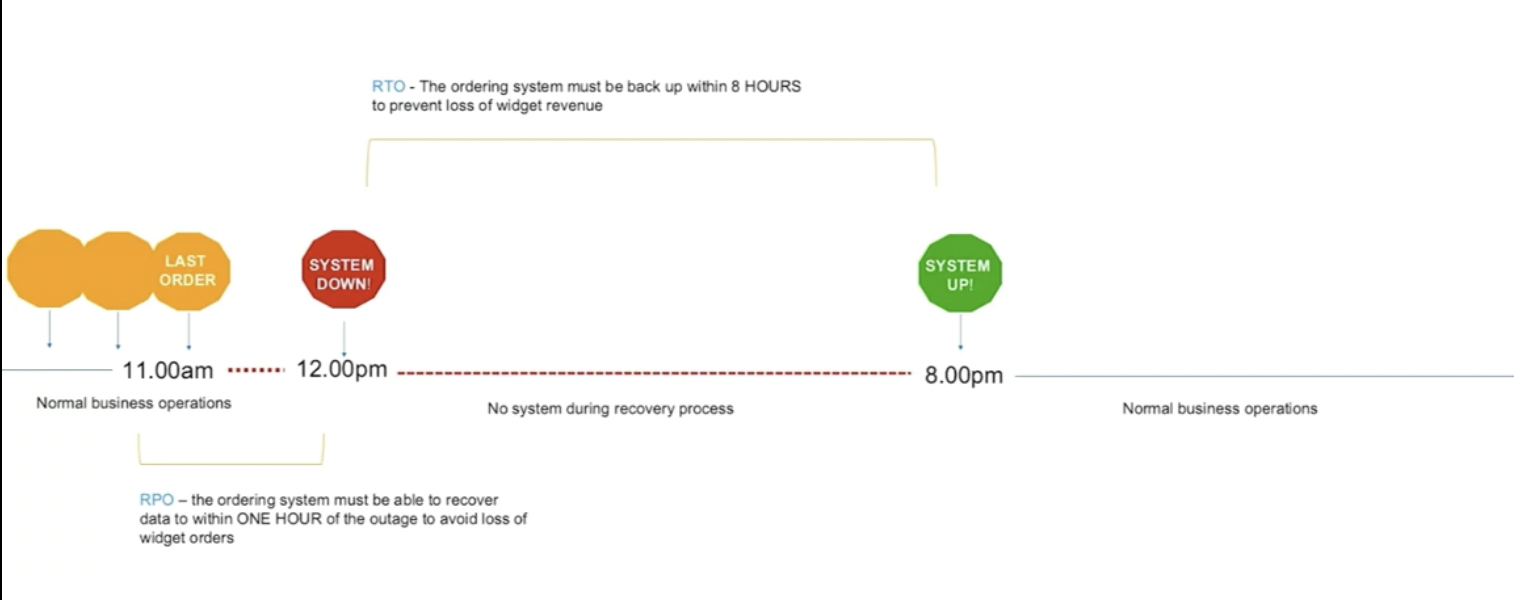 RTO - The ordering system must be back up within 8 HOURS
to prevent loss of widget revenue
LAST
ORDER
SYSTEM
DOWN!
SYSTEM
UP!
11.00am
12.00pm
8.00pm
Normal business operations
No system during recovery process
Normal business operations
RPO – the ordering system must be able to recover
data to within ONE HOUR of the outage to avoid loss of
widget orders